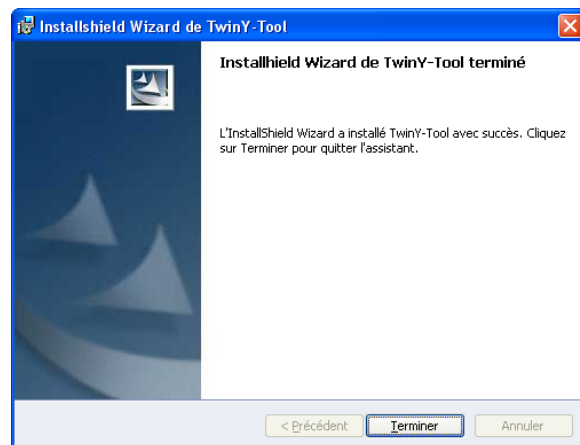 Installshield Wizard de TwinY-Tool
Installhield Wizard de TwinY-Tool terminé
L'InstallShield Wizard a installé TwinY-Tool avec succès. Cliquez
sur Terminer pour quitter l'assistant.
< Précédent Terminer Annuler